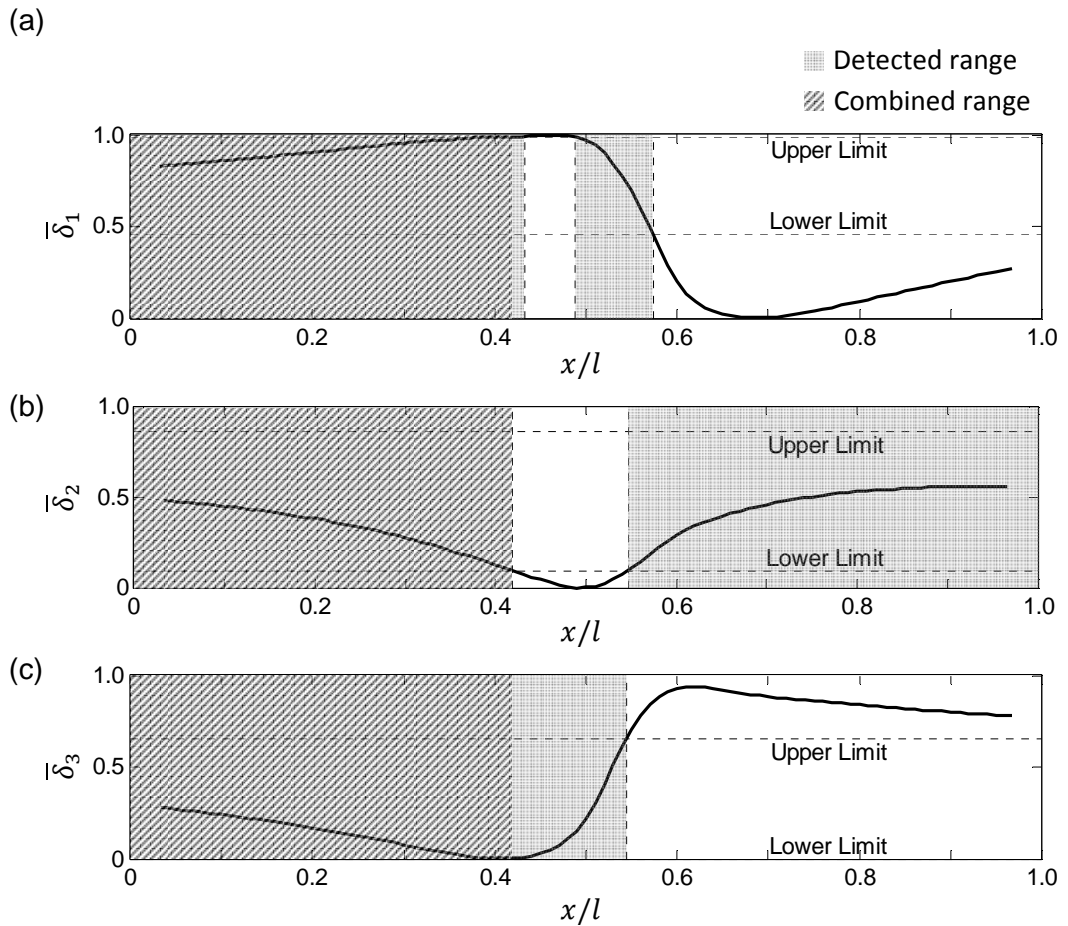 (a)
Detected range
Combined range
1.0
Upper Limit
0.5
Lower Limit
δ̅₁
0
0 0.2 0.4 0.6 0.8 1.0
x/l
(b)
1.0
Upper Limit
0.5
δ̅₂
Lower Limit
0
0 0.2 0.4 0.6 0.8 1.0
x/l
(c)
1.0
Upper Limit
0.5
δ̅₃
Lower Limit
0
0 0.2 0.4 0.6 0.8 1.0
x/l